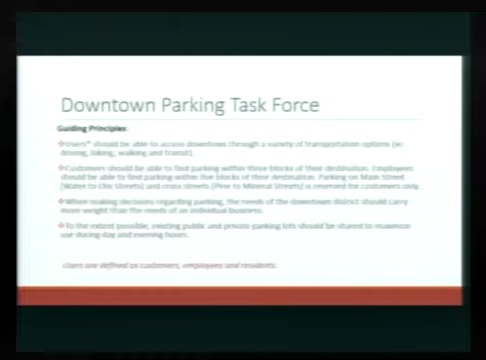 Downtown Parking Task Force
Guiding Principles:
Users* should be able to access downtown through a variety of transportation options (ie:
driving, biking, walking and transit).
Customers should be able to find parking within three blocks of their destination. Employees
should be able to find parking within five blocks of their destination. Parking on Main Street
(Water to Elm Streets) and cross streets (Pine to Mineral Streets) is reserved for customers only.
When making decisions regarding parking, the needs of the downtown district should carry
more weight than the needs of an individual business.
To the extent possible, existing public and private parking lots should be shared to maximize
use during day and evening hours.
Users are defined as customers, employees and residents.